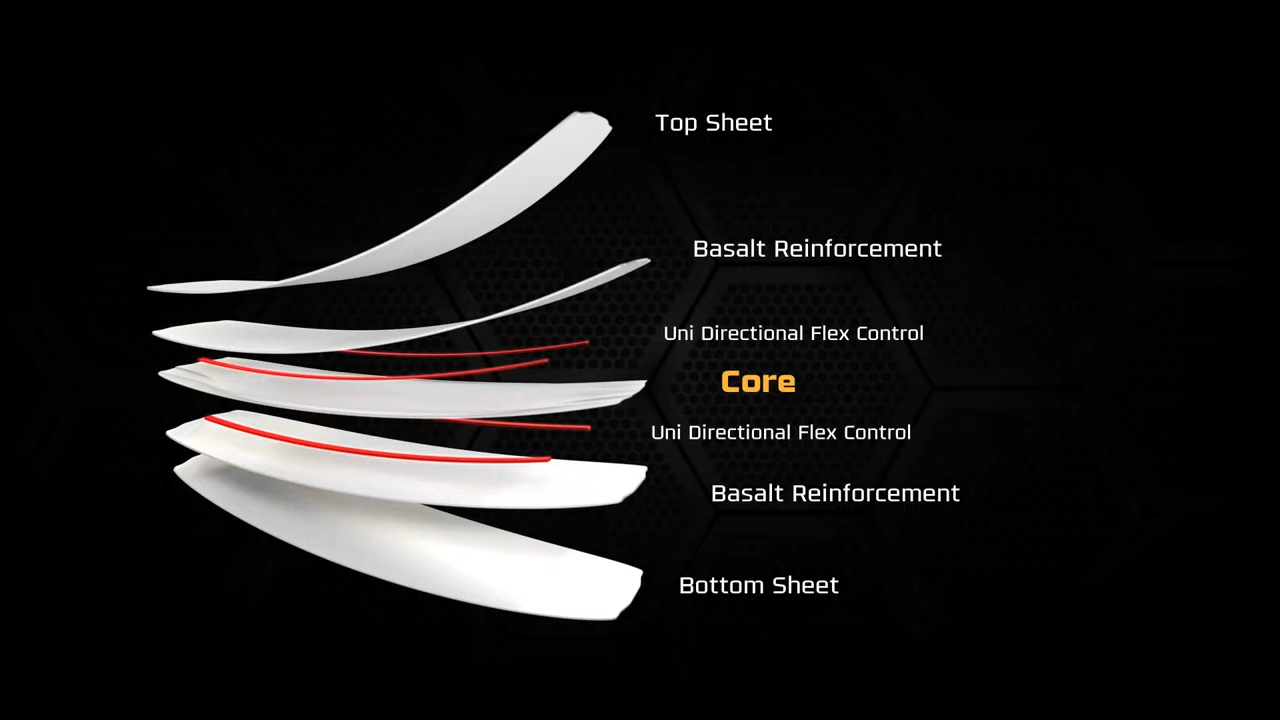 Top Sheet
Basalt Reinforcement
Uni Directional Flex Control
Core
Uni Directional Flex Control
Basalt Reinforcement
Bottom Sheet